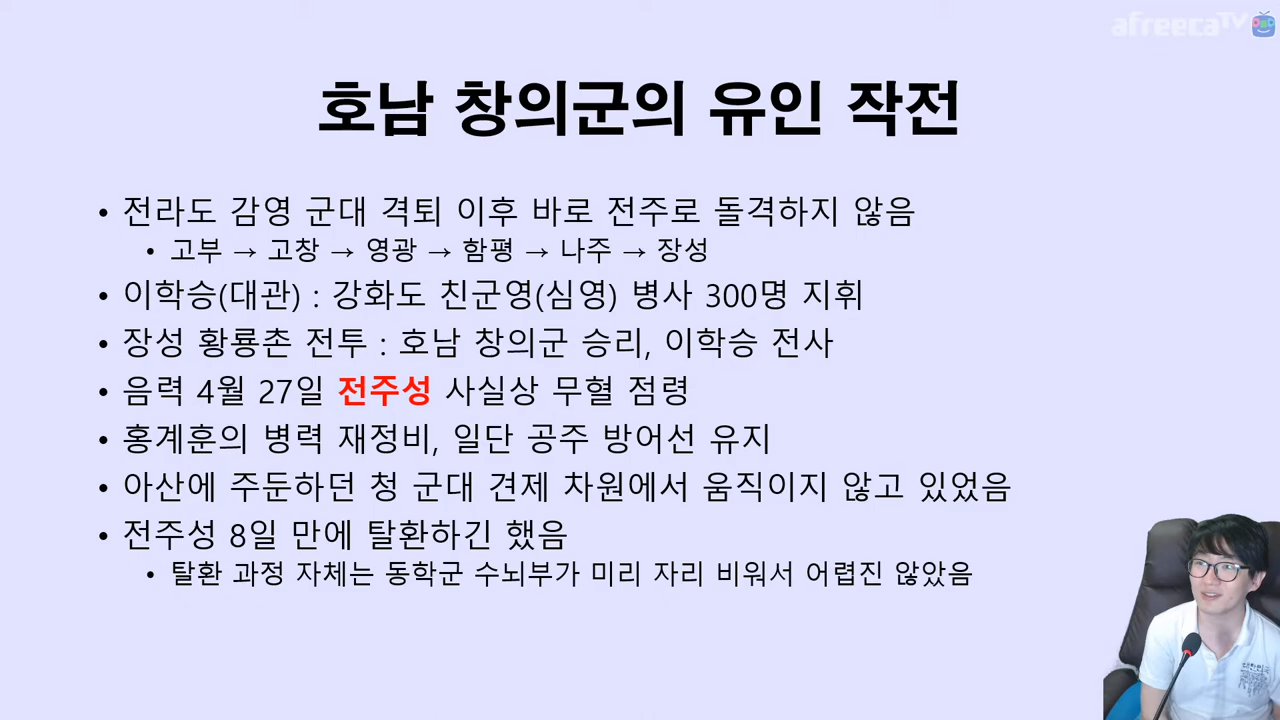 afreecaTV
호남 창의군의 유인 작전
• 전라도 감영 군대 격퇴 이후 바로 전주로 돌격하지 않음
• 고부 → 고창 → 영광 → 함평 → 나주 → 장성
• 이학승(대관) : 강화도 친군영(심영) 병사 300명 지휘
• 장성 황룡촌 전투 : 호남 창의군 승리, 이학승 전사
• 음력 4월 27일 전주성 사실상 무혈 점령
• 홍계훈의 병력 재정비, 일단 공주 방어선 유지
• 아산에 주둔하던 청 군대 견제 차원에서 움직이지 않고 있었음
• 전주성 8일 만에 탈환하긴 했음
• 탈환 과정 자체는 동학군 수뇌부가 미리 자리 비워서 어렵진 않았음